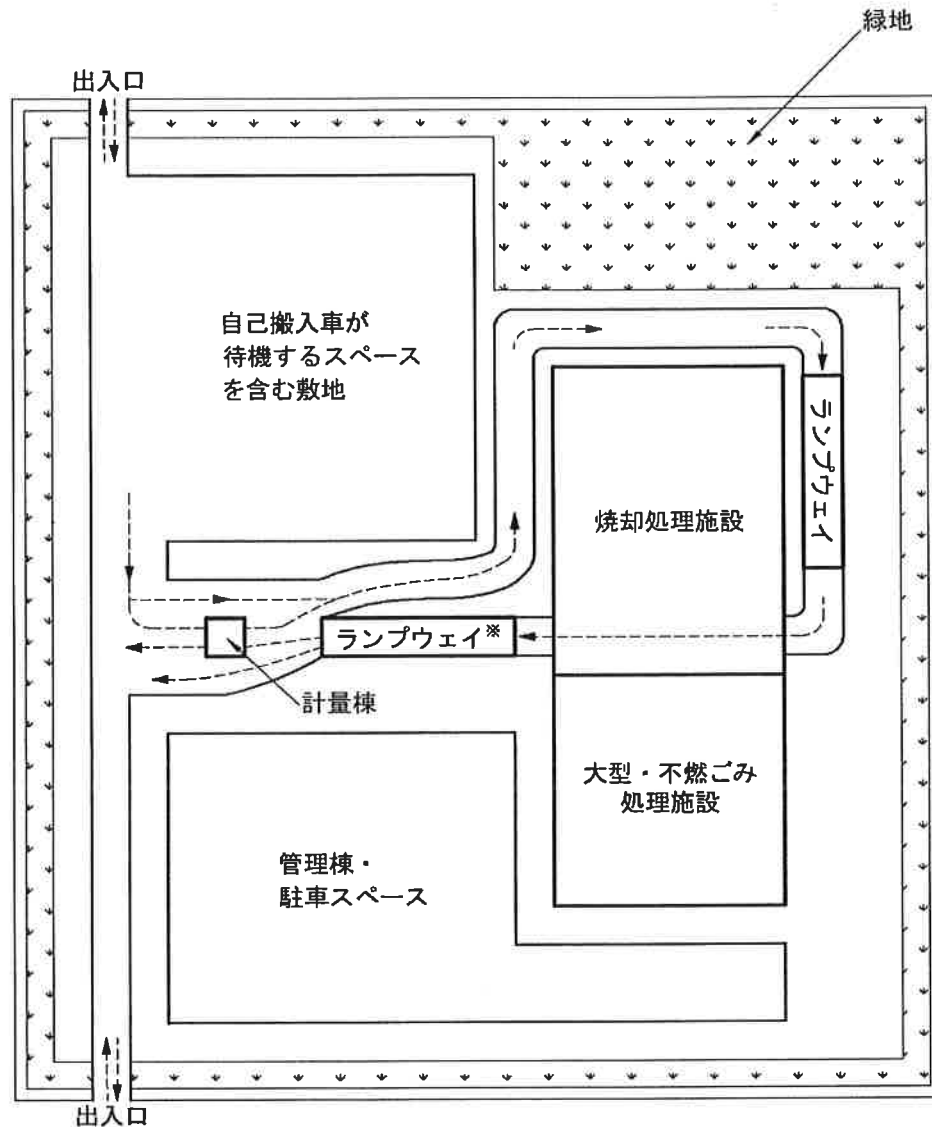 緑地
出入口
自己搬入車が
待機するスペース
を含む敷地
ランプウェイ
焼却処理施設
ランプウェイ※
計量棟
大型・不燃ごみ
処理施設
管理棟・
駐車スペース
出入口